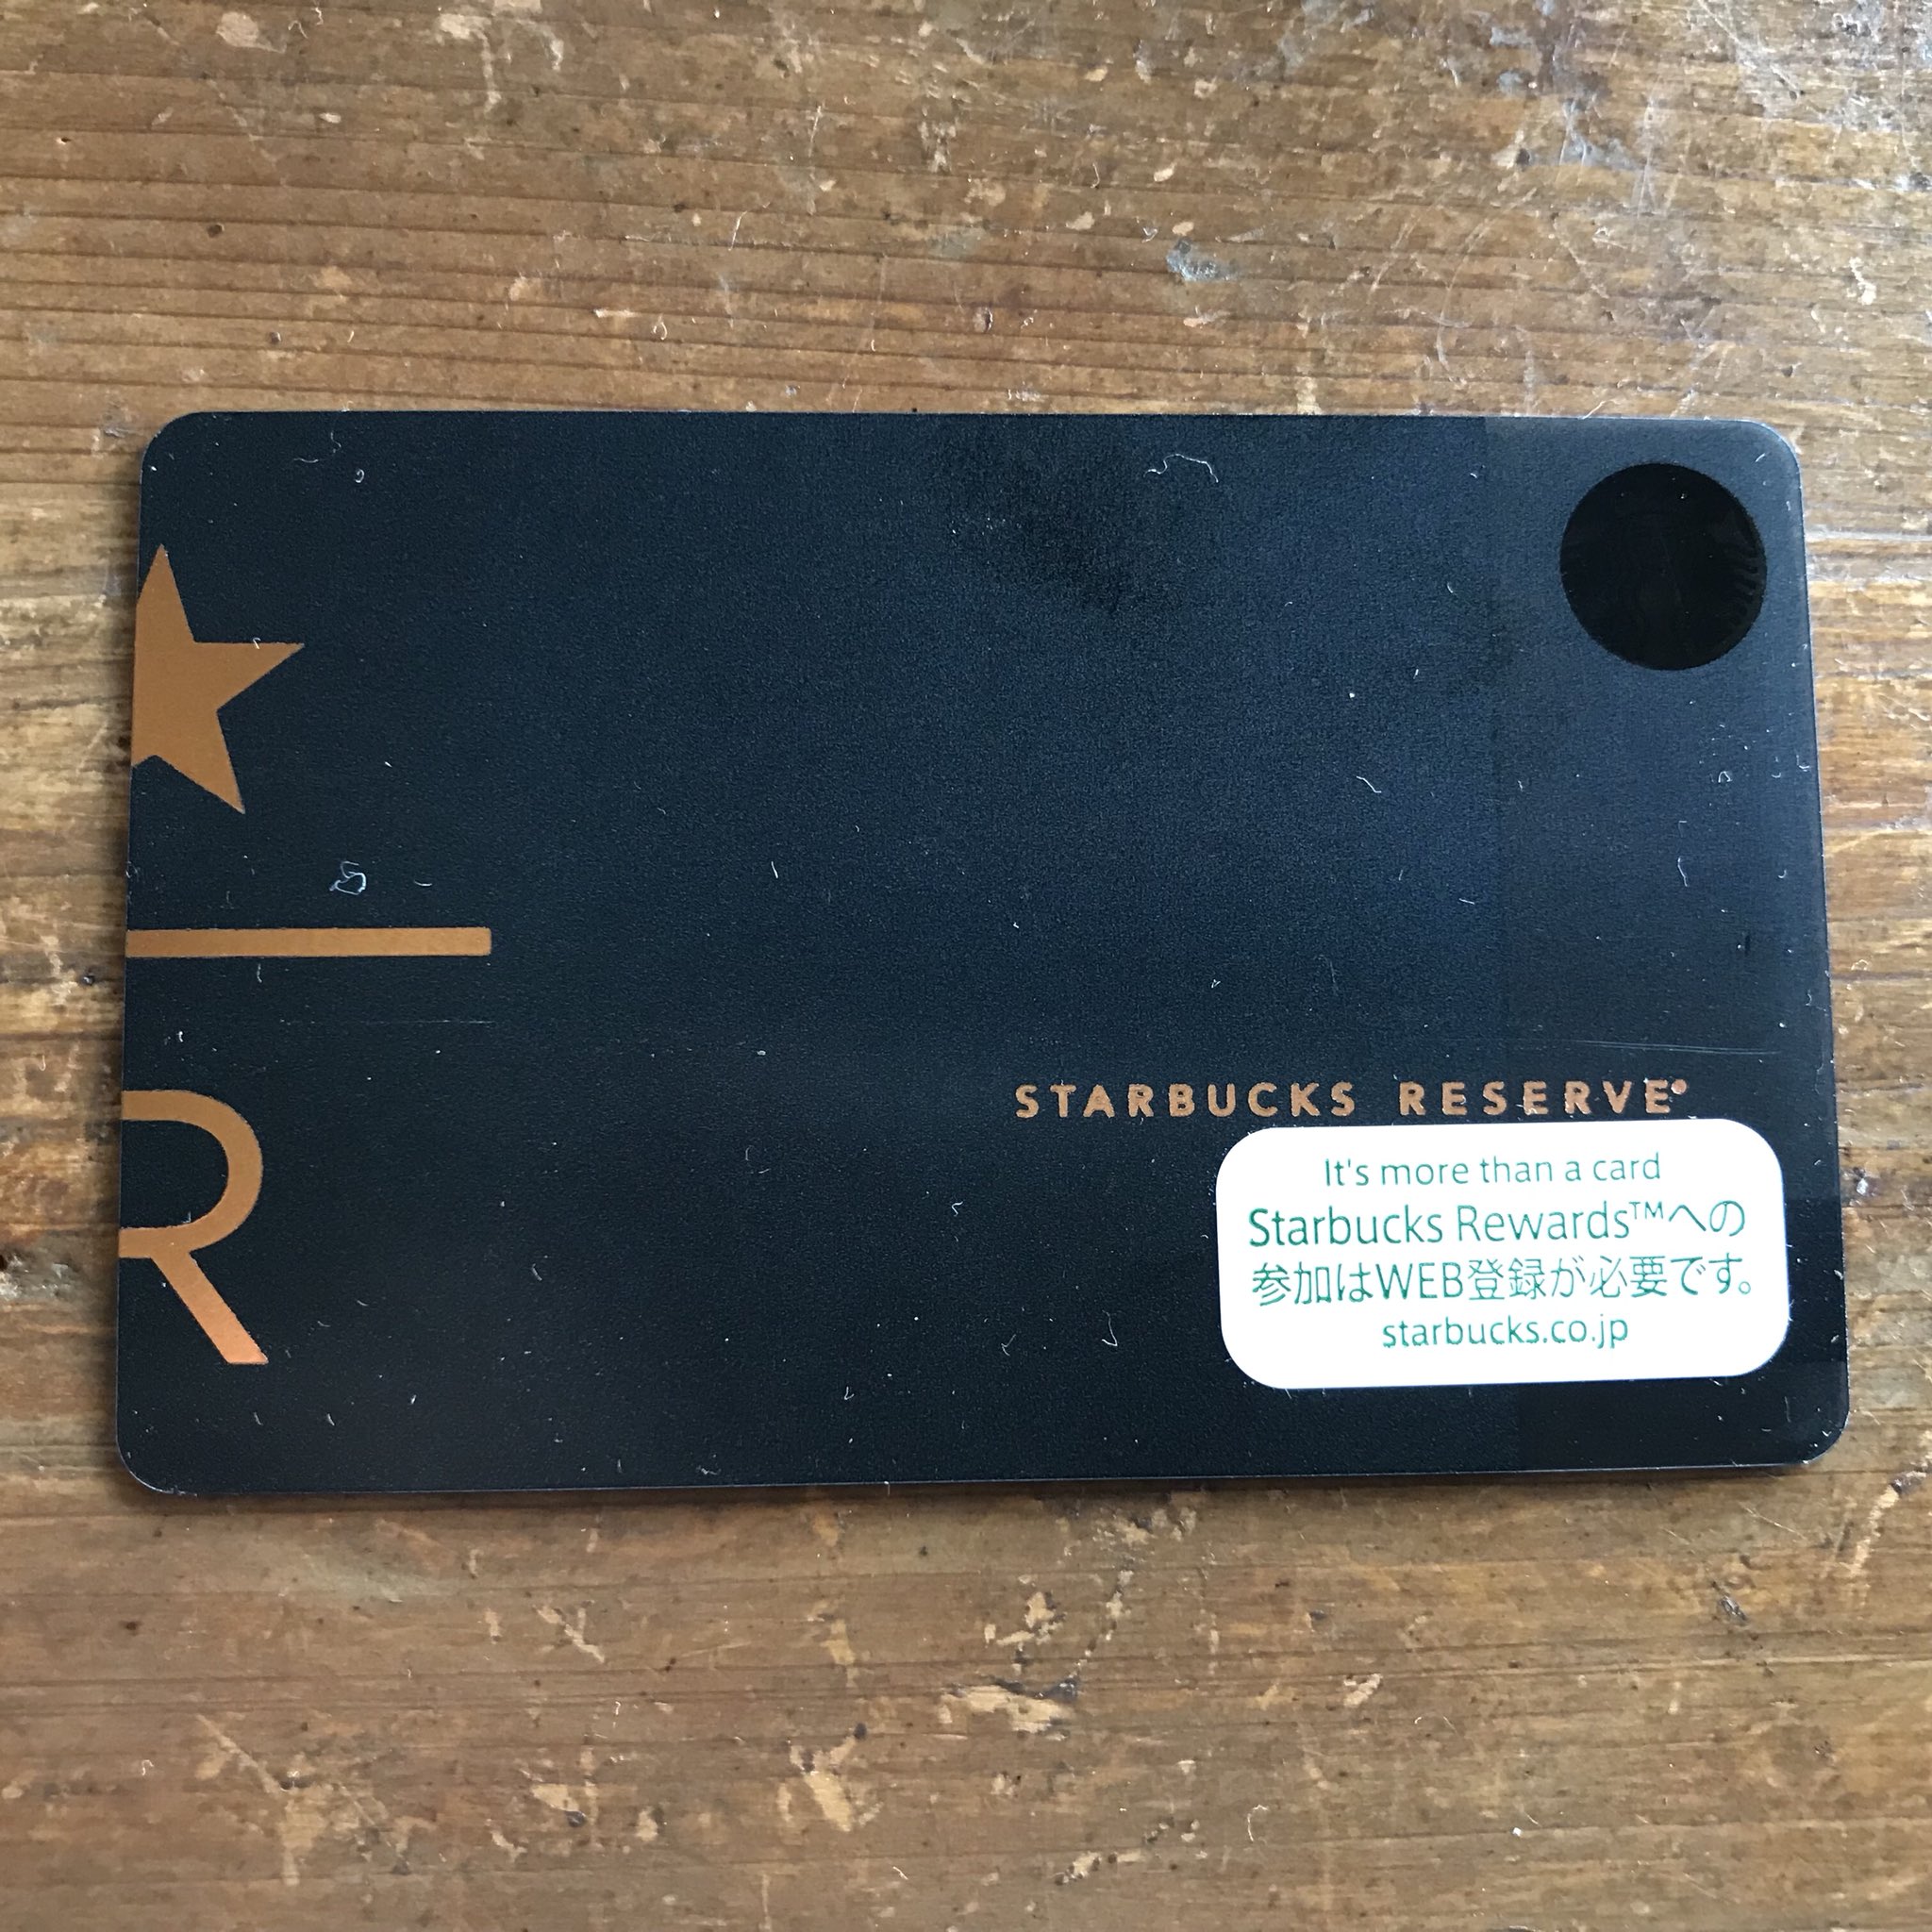 R
STARBUCKS RESERVE®
It's more than a card
Starbucks Rewards™への
参加はWEB登録が必要です。
starbucks.co.jp